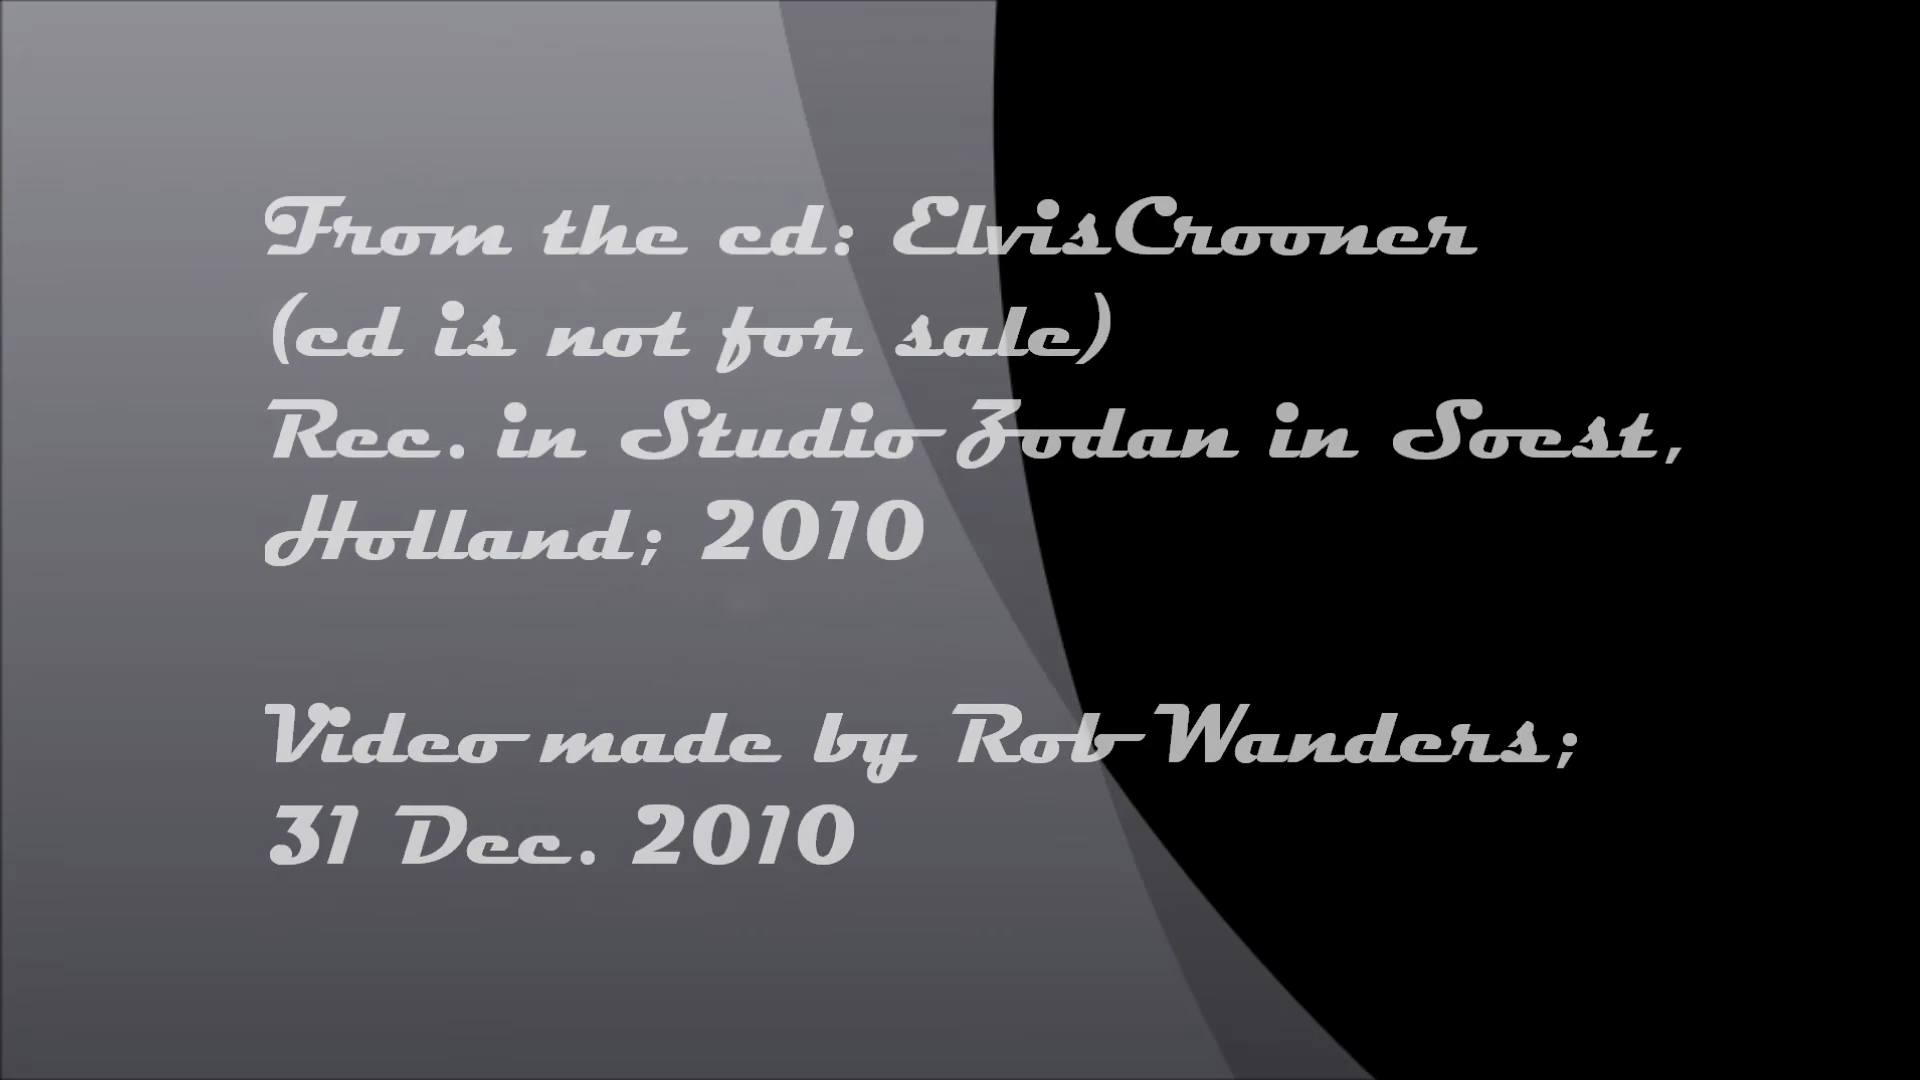 From the cd: ElvisCrooner
(cd is not for sale)
Rec. in Studio Zodan in Soest,
Holland; 2010
Video made by Rob Wanders;
31 Dec. 2010